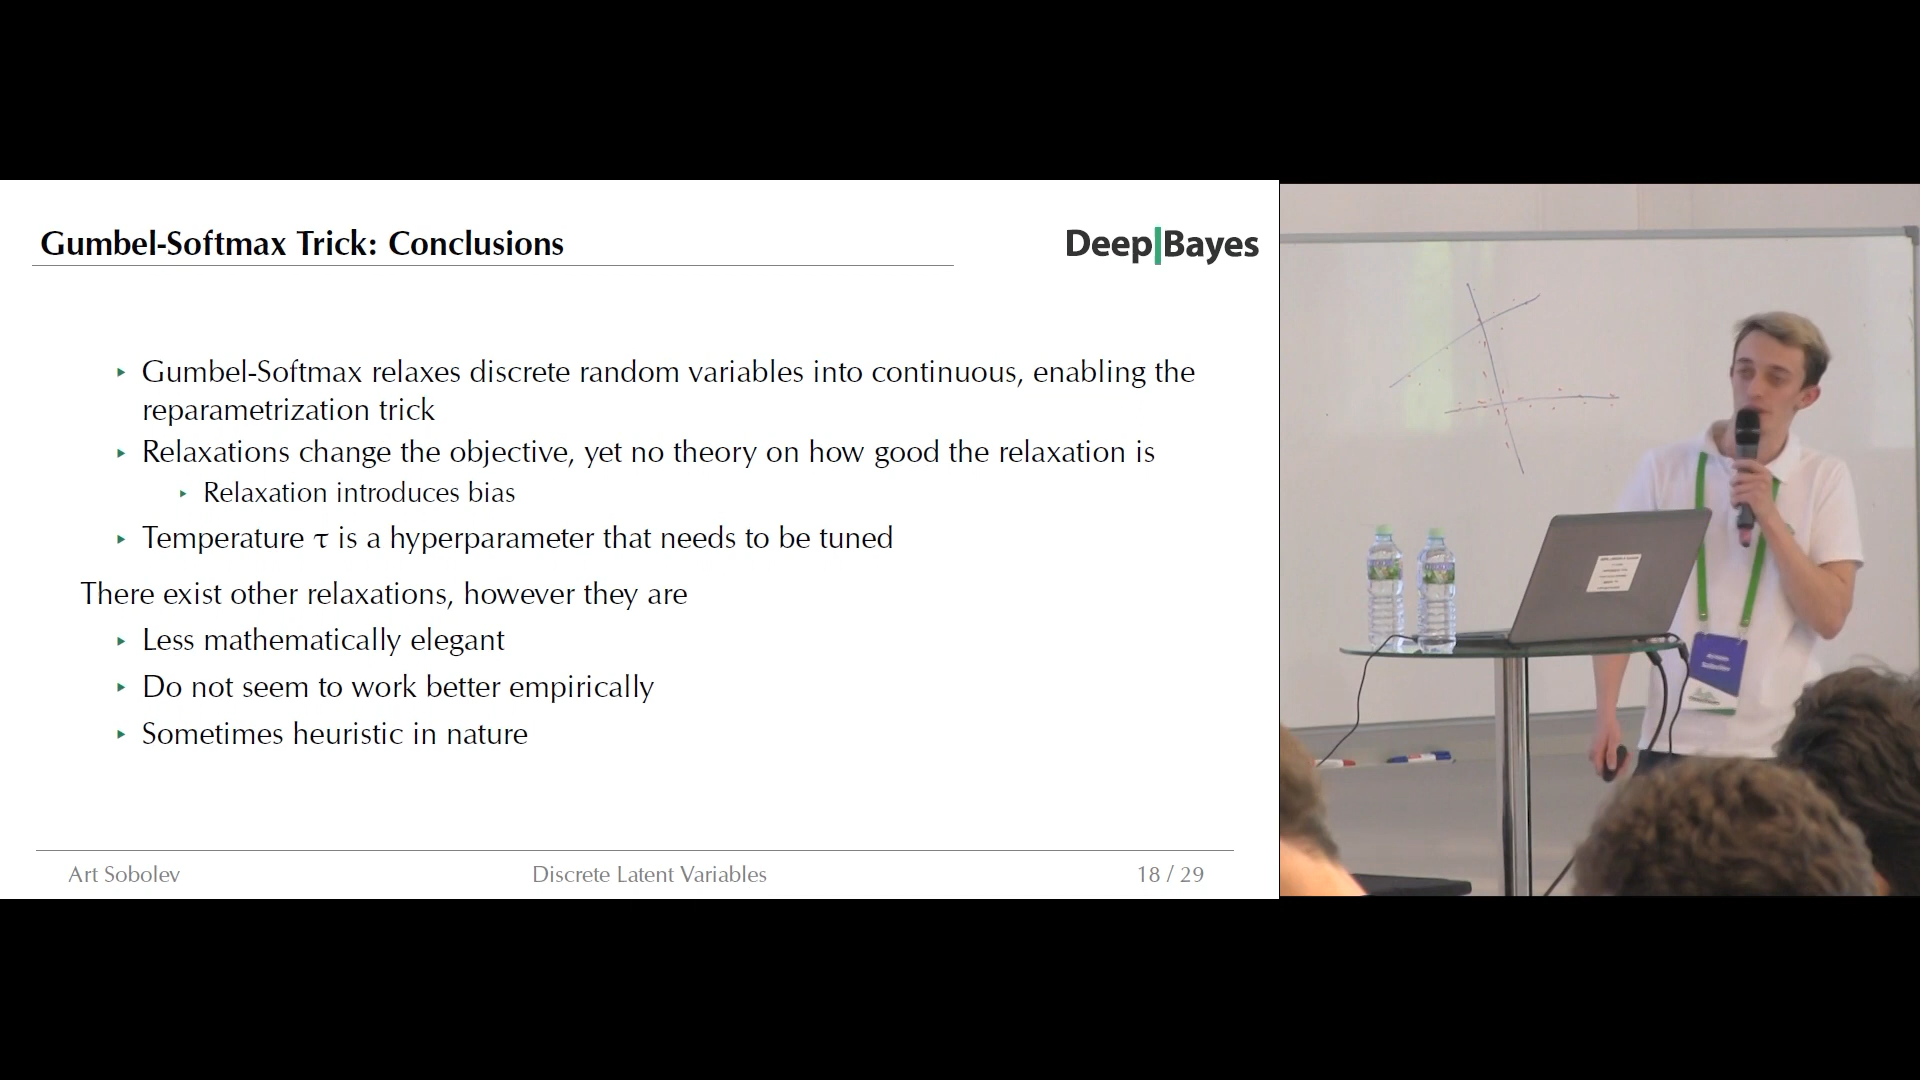 Gumbel-Softmax Trick: Conclusions
Deep|Bayes
‣ Gumbel-Softmax relaxes discrete random variables into continuous, enabling the
reparametrization trick
‣ Relaxations change the objective, yet no theory on how good the relaxation is
‣ Relaxation introduces bias
‣ Temperature τ is a hyperparameter that needs to be tuned
There exist other relaxations, however they are
‣ Less mathematically elegant
‣ Do not seem to work better empirically
‣ Sometimes heuristic in nature
Art Sobolev
Discrete Latent Variables
18 / 29